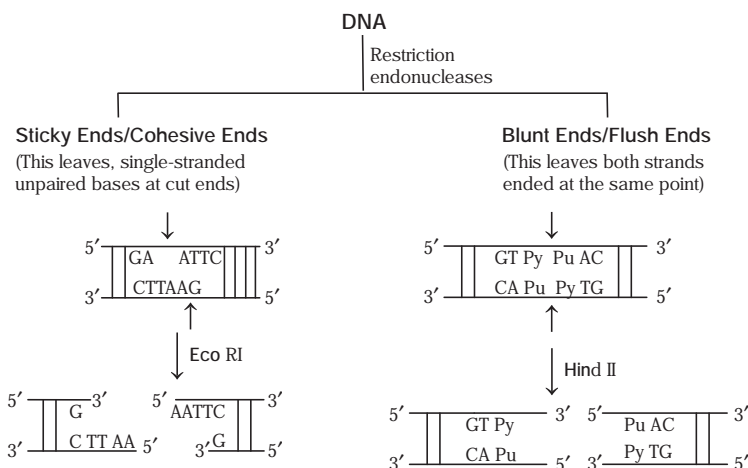 DNA
Restriction
endonucleases
Sticky Ends/Cohesive Ends
(This leaves, single-stranded
unpaired bases at cut ends)
5′ 3′
GA ATTC
CTTAAG
3′ 5′
Eco RI
5′ G 3′
3′ C TT AA 5′
5′ AATTC
3′ G 5′
Blunt Ends/Flush Ends
(This leaves both strands
ended at the same point)
5′ 3′
GT Py Pu AC
CA Pu Py TG
3′ 5′
Hind II
5′ GT Py 3′
3′ CA Pu 5′
5′ Pu AC 3′
3′ Py TG 5′